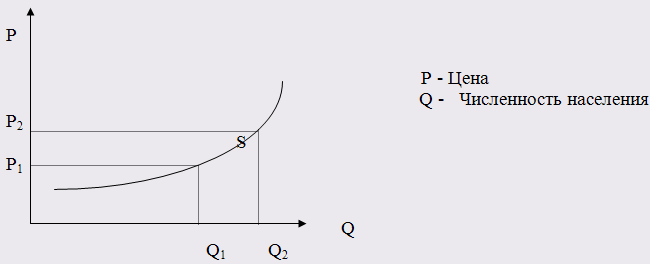 P
P - Цена
Q - Численность населения
P2
S
P1
Q
Q1 Q2